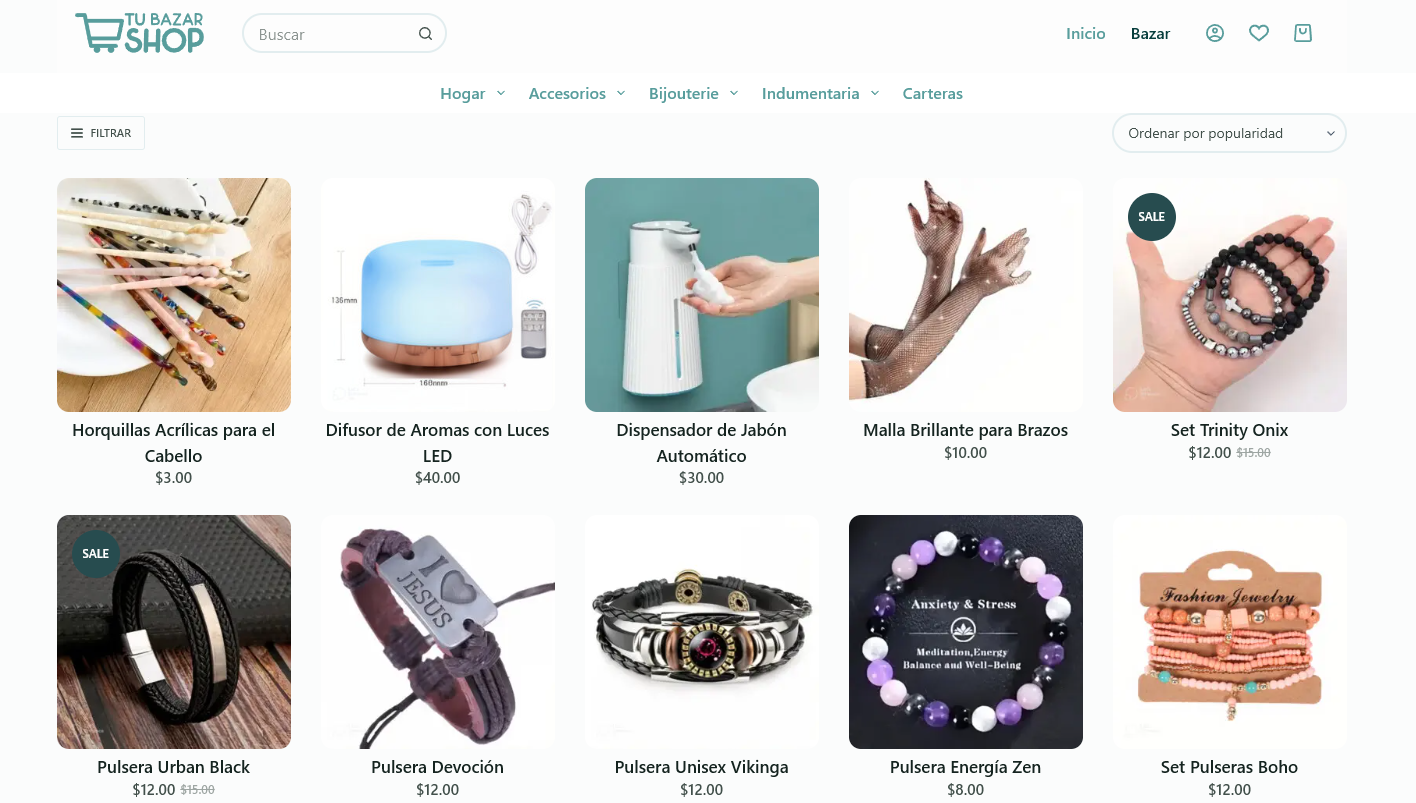 TU BAZAR
SHOP
Buscar
Inicio
Bazar
Hogar
Accesorios
Bijouterie
Indumentaria
Carteras
FILTRAR
Ordenar por popularidad
136mm
168mm
SALE
Horquillas Acrílicas para el
Cabello
$3.00
Difusor de Aromas con Luces
LED
$40.00
Dispensador de Jabón
Automático
$30.00
Malla Brillante para Brazos
$10.00
Set Trinity Onix
$12.00 $15.00
SALE
I
JESUS
Anxiety & Stress
Meditation,Energy
Balance and Well-Being
Fashion Jewelry
Pulsera Urban Black
$12.00 $15.00
Pulsera Devoción
$12.00
Pulsera Unisex Vikinga
$12.00
Pulsera Energía Zen
$8.00
Set Pulseras Boho
$12.00